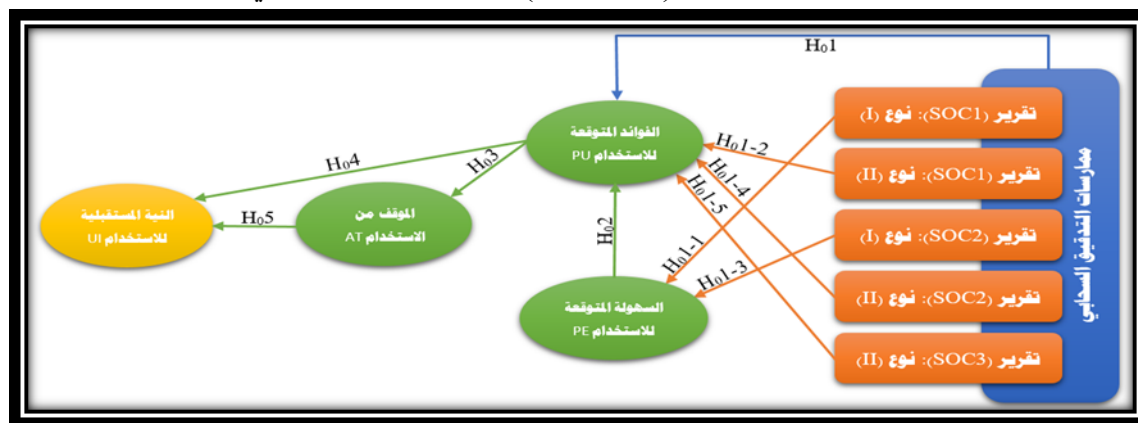 H₀1
تقرير (SOC1): نوع (I)
تقرير (SOC1): نوع (II)
تقرير (SOC2): نوع (I)
تقرير (SOC2): نوع (II)
تقرير (SOC3): نوع (II)
ممارسات التدقيق السحابي
H₀1-2
H₀1-4
H₀1-5
H₀1-1
H₀1-3
الفوائد المتوقعة
للاستخدام PU
H₀2
السهولة المتوقعة
للاستخدام PE
H₀3
H₀4
الموقف من
الاستخدام AT
H₀5
النية المستقبلية
للاستخدام UI